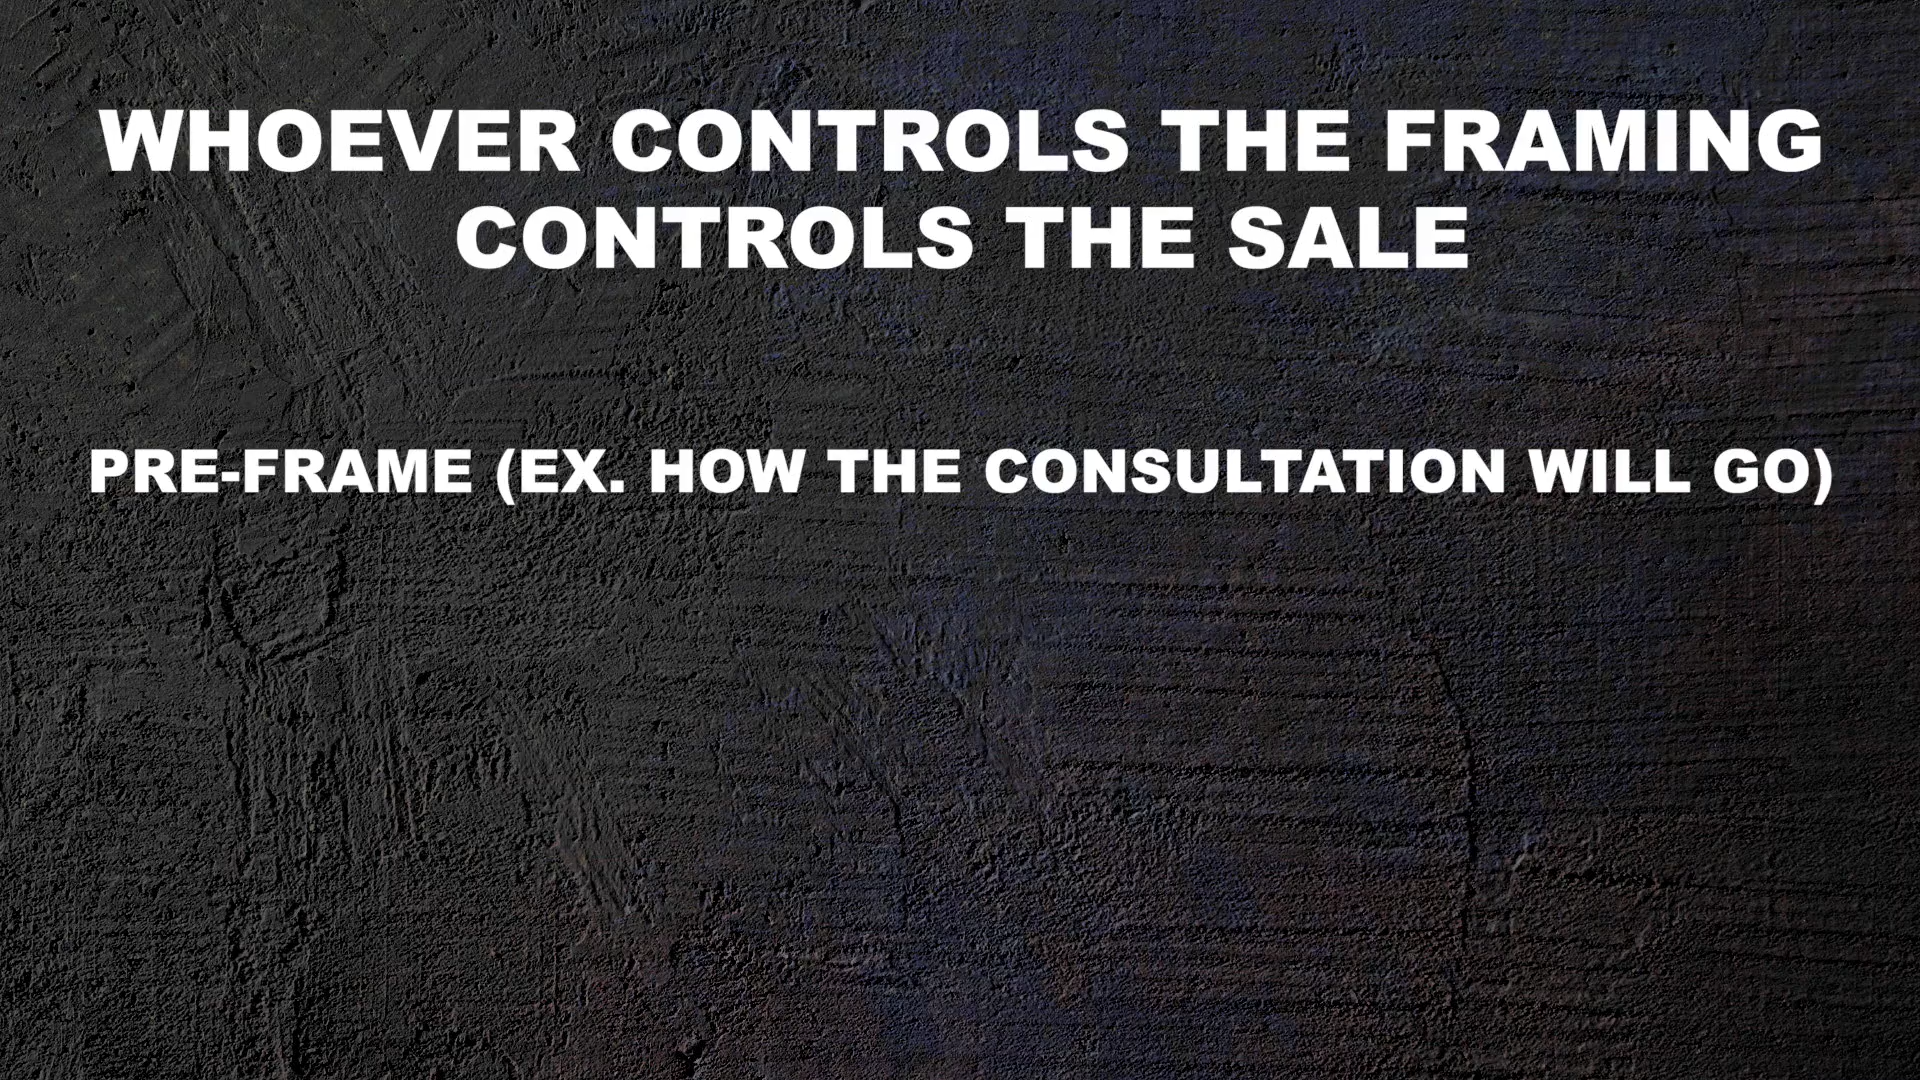 WHOEVER CONTROLS THE FRAMING
CONTROLS THE SALE
PRE-FRAME (EX. HOW THE CONSULTATION WILL GO)